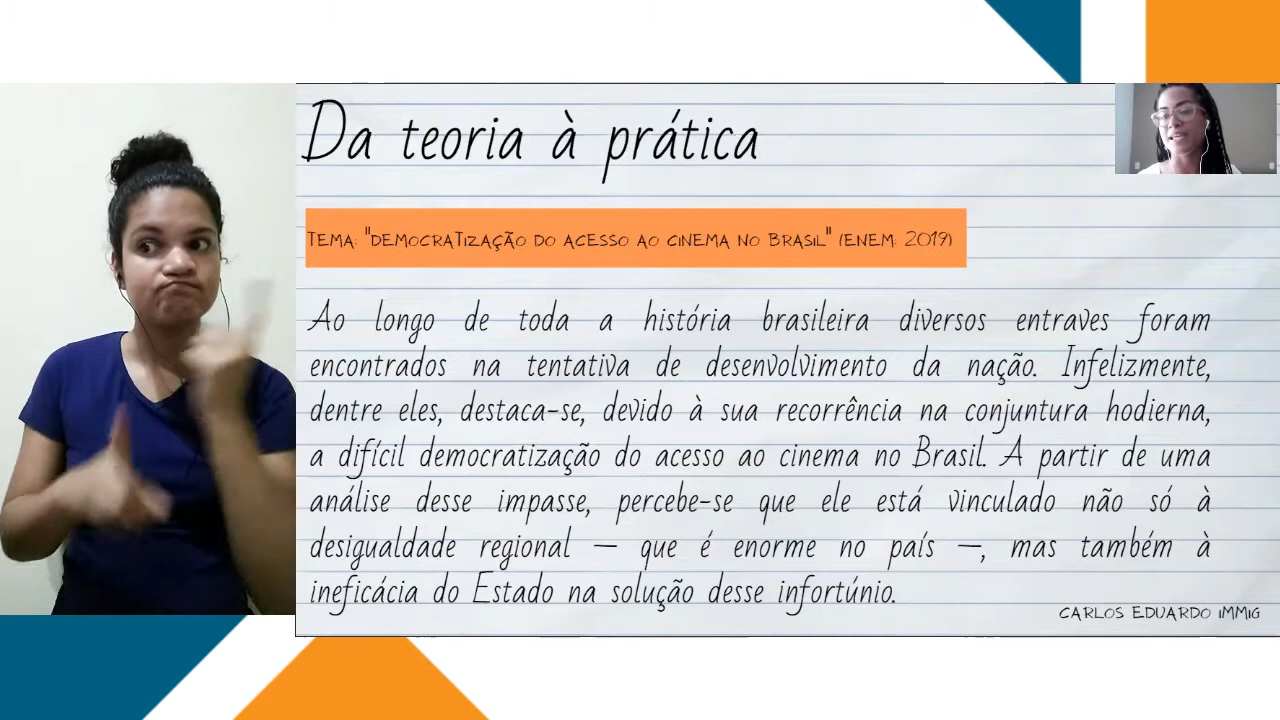 Da teoria à prática
TEMA: "DEMOCRATIZAÇÃO DO ACESSO AO CINEMA NO BRASIL" (ENEM: 2019)
Ao longo de toda a história brasileira diversos entraves foram
encontrados na tentativa de desenvolvimento da nação. Infelizmente,
dentre eles, destaca-se, devido à sua recorrência na conjuntura hodierna,
a difícil democratização do acesso ao cinema no Brasil. A partir de uma
análise desse impasse, percebe-se que ele está vinculado não só à
desigualdade regional — que é enorme no país —, mas também à
ineficácia do Estado na solução desse infortúnio.
CARLOS EDUARDO IMMIG